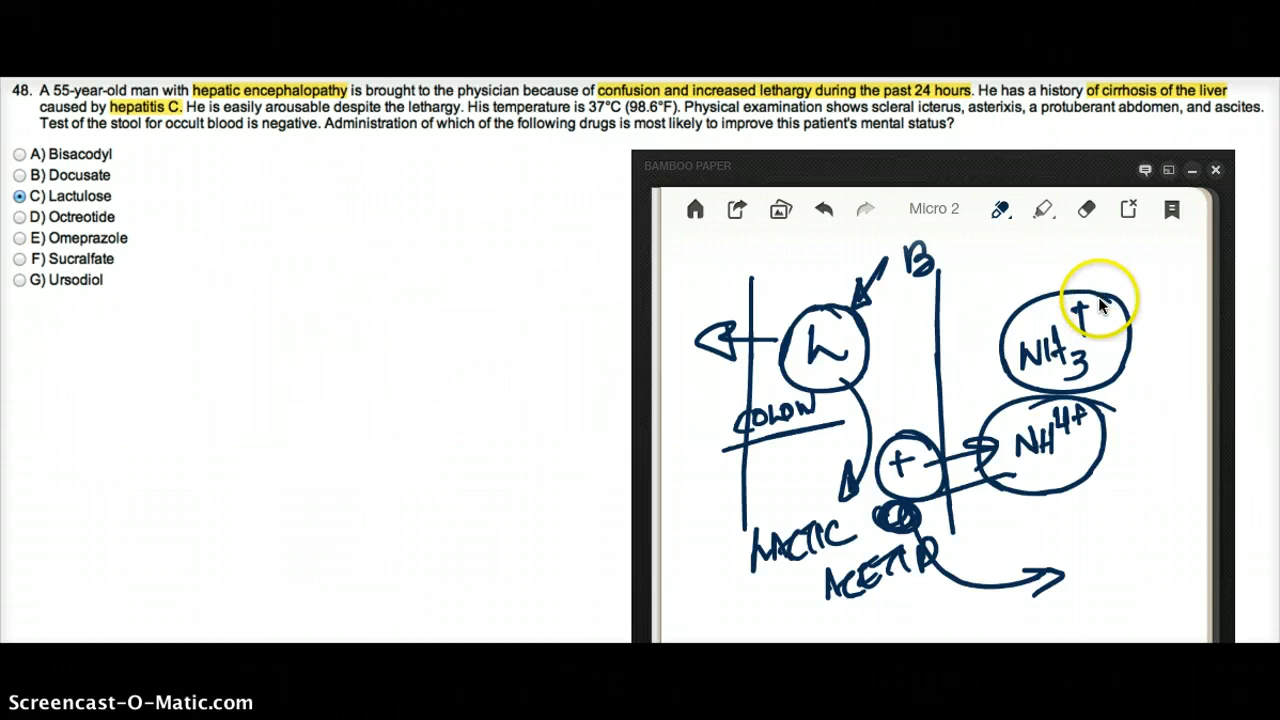 48. A 55-year-old man with hepatic encephalopathy is brought to the physician because of confusion and increased lethargy during the past 24 hours. He has a history of cirrhosis of the liver
caused by hepatitis C. He is easily arousable despite the lethargy. His temperature is 37°C (98.6°F). Physical examination shows scleral icterus, asterixis, a protuberant abdomen, and ascites.
Test of the stool for occult blood is negative. Administration of which of the following drugs is most likely to improve this patient's mental status?
A) Bisacodyl
B) Docusate
C) Lactulose
D) Octreotide
E) Omeprazole
F) Sucralfate
G) Ursodiol
BAMBOO PAPER
Micro 2
B
L
NH3
COLON
+
NH4+
LACTIC
Screencast-O-Matic.com